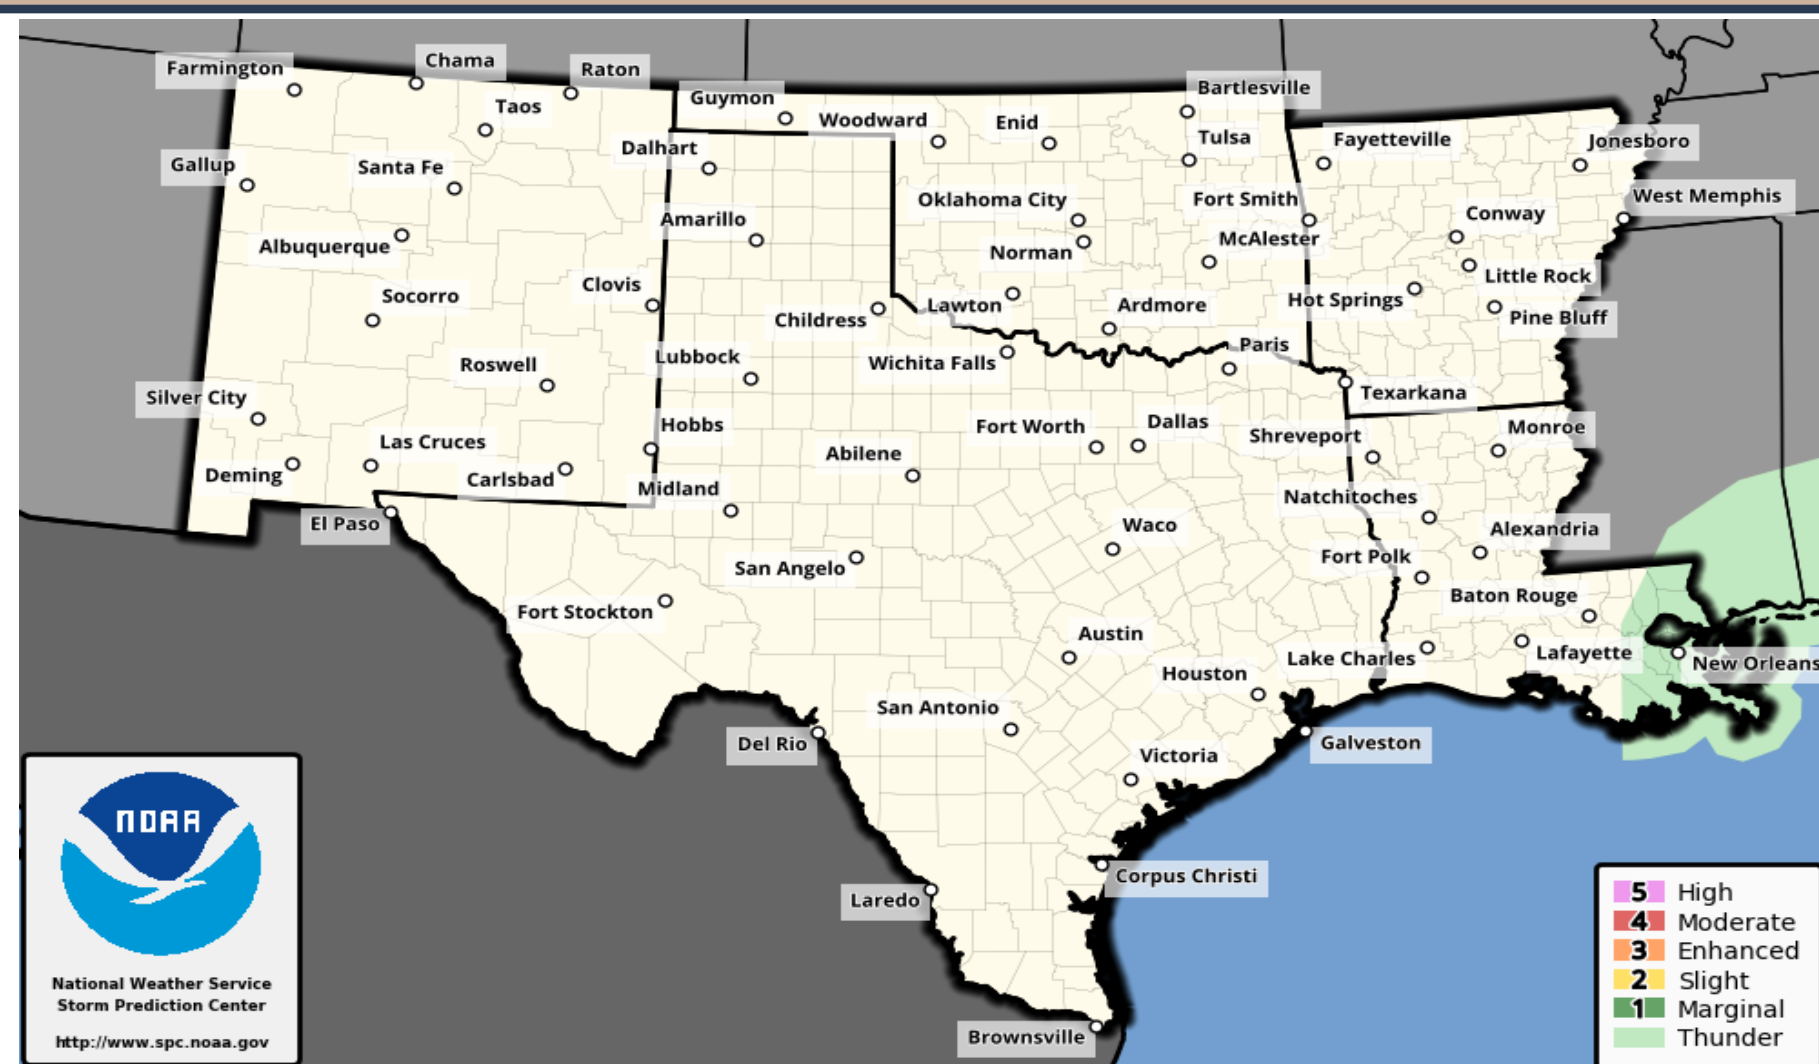 Farmington
Chama
Raton
Taos
Guymon
Woodward
Enid
Bartlesville
Tulsa
Fayetteville
Jonesboro
Gallup
Santa Fe
Dalhart
Oklahoma City
Fort Smith
West Memphis
Conway
Albuquerque
Amarillo
Norman
McAlester
Little Rock
Socorro
Clovis
Childress
Lawton
Ardmore
Hot Springs
Pine Bluff
Roswell
Lubbock
Wichita Falls
Paris
Texarkana
Silver City
Hobbs
Fort Worth
Dallas
Shreveport
Monroe
Las Cruces
Deming
Carlsbad
Midland
Abilene
Natchitoches
El Paso
Waco
Alexandria
San Angelo
Fort Polk
Fort Stockton
Baton Rouge
Austin
Lake Charles
Lafayette
New Orleans
Houston
San Antonio
Del Rio
Galveston
Victoria
Corpus Christi
Laredo
Brownsville
NOAA
National Weather Service
Storm Prediction Center
http://www.spc.noaa.gov
5 High
4 Moderate
3 Enhanced
2 Slight
1 Marginal
Thunder